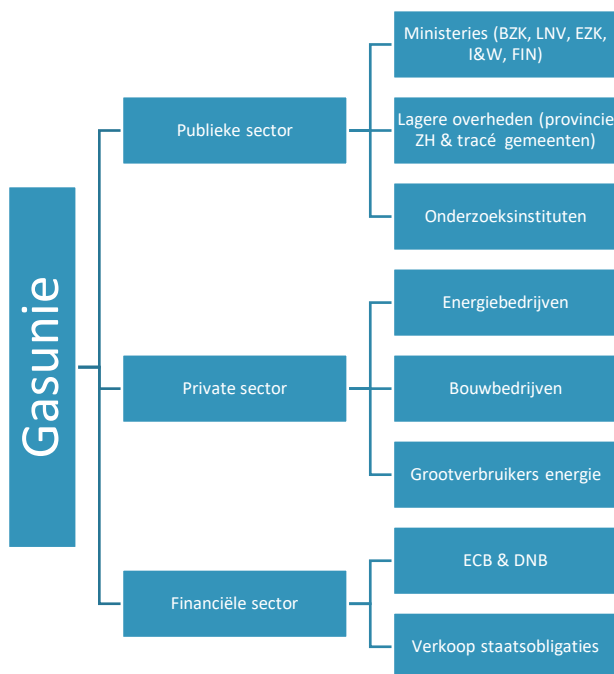 Gasunie
Publieke sector
Ministeries (BZK, LNV, EZK,
I&W, FIN)
Lagere overheden (provincie
ZH & tracé gemeenten)
Onderzoeksinstituten
Private sector
Energiebedrijven
Bouwbedrijven
Grootverbruikers energie
Financiële sector
ECB & DNB
Verkoop staatsobligaties